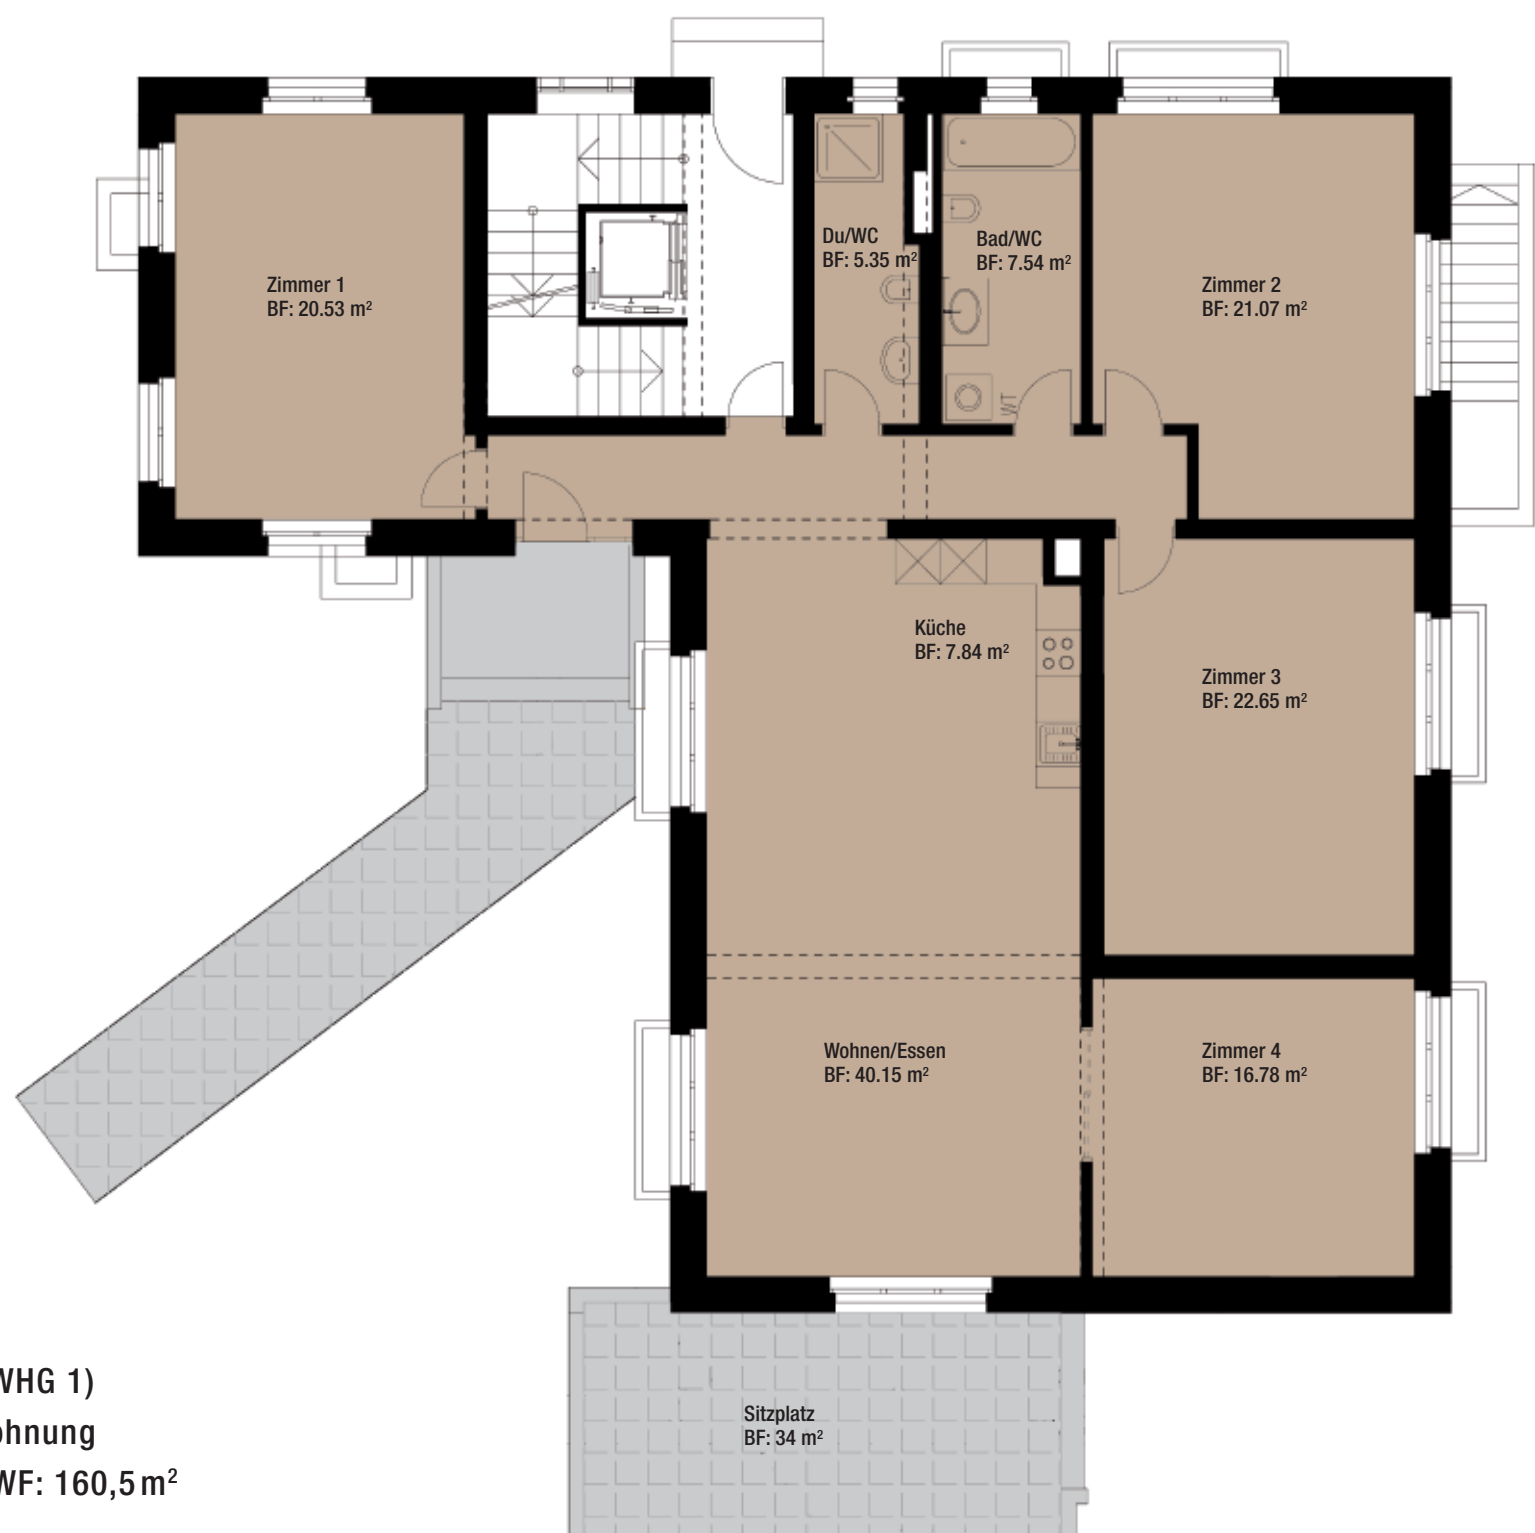 Du/WC
BF: 5.35 m²
Bad/WC
BF: 7.54 m²
Zimmer 1
BF: 20.53 m²
Zimmer 2
BF: 21.07 m²
WT
Küche
BF: 7.84 m²
Zimmer 3
BF: 22.65 m²
Wohnen/Essen
BF: 40.15 m²
Zimmer 4
BF: 16.78 m²
Sitzplatz
BF: 34 m²
WHG 1)
ohnung
WF: 160,5 m²